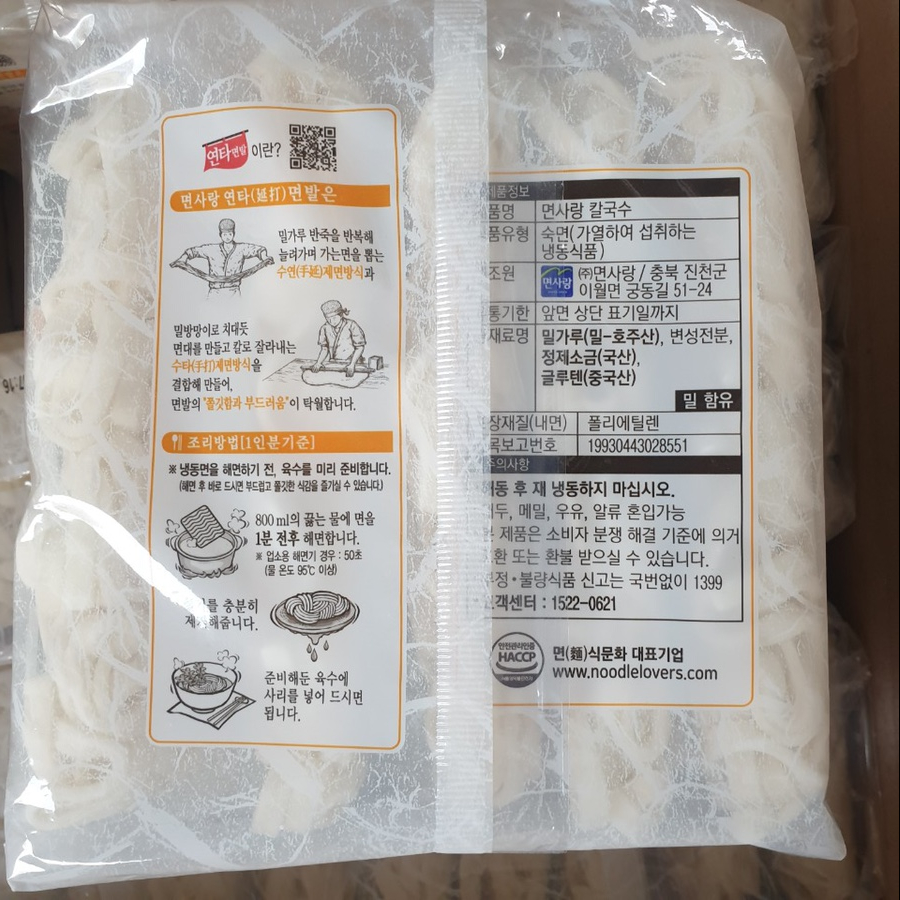 연타면발 이란?
면사랑 연타(延打)면발은
밀가루 반죽을 반복해
늘려가며 가는면을 뽑는
수연(手延)제면방식과
밀방망이로 치대듯
면대를 만들고 칼로 잘라내는
수타(手打)제면방식을
결합해 만들어,
면발의 "쫄깃함과 부드러움"이 탁월합니다.
조리방법[1인분기준]
※ 냉동면을 해면하기 전, 육수를 미리 준비합니다.
(해면 후 바로 드시면 부드럽고 쫄깃한 식감을 즐기실 수 있습니다.)
800 ml의 끓는 물에 면을
1분 전후 해면합니다.
※ 업소용 해면기 경우 : 50초
(물 온도 95℃ 이상)
를 충분히
제거해줍니다.
준비해둔 육수에
사리를 넣어 드시면
됩니다.
제품정보
품명 면사랑 칼국수
품유형 숙면(가열하여 섭취하는
냉동식품)
조원 면사랑 ㈜면사랑 / 충북 진천군
이월면 궁동길 51-24
통기한 앞면 상단 표기일까지
재료명 밀가루(밀-호주산), 변성전분,
정제소금(국산),
글루텐(중국산)
밀 함유
장재질(내면) 폴리에틸렌
목보고번호 19930443028551
주의사항
해동 후 재 냉동하지 마십시오.
대두, 메밀, 우유, 알류 혼입가능
본 제품은 소비자 분쟁 해결 기준에 의거
교환 또는 환불 받으실 수 있습니다.
부정•불량식품 신고는 국번없이 1399
고객센터 : 1522-0621
안전관리인증
HACCP
면(麵)식문화 대표기업
www.noodlelovers.com